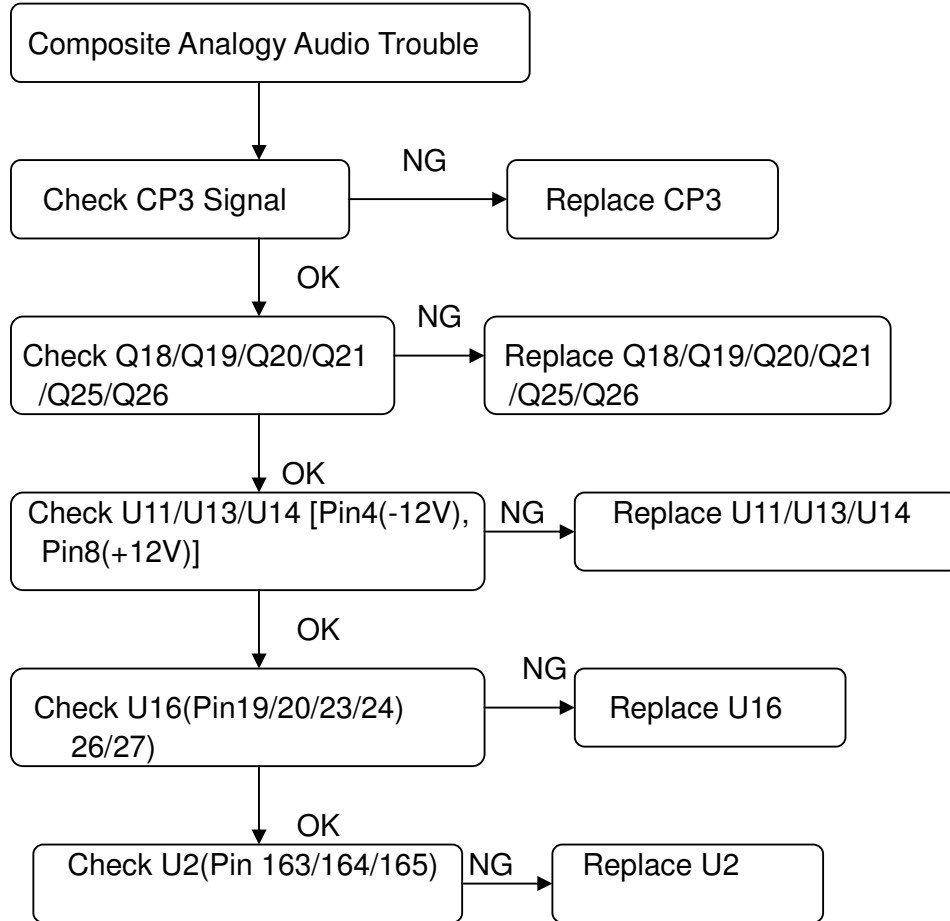 Composite Analogy Audio Trouble
NG
Check CP3 Signal
Replace CP3
OK
NG
Check Q18/Q19/Q20/Q21
/Q25/Q26
Replace Q18/Q19/Q20/Q21
/Q25/Q26
OK
Check U11/U13/U14 [Pin4(-12V),
Pin8(+12V)]
NG
Replace U11/U13/U14
OK
NG
Check U16(Pin19/20/23/24)
26/27)
Replace U16
OK
Check U2(Pin 163/164/165)
NG
Replace U2